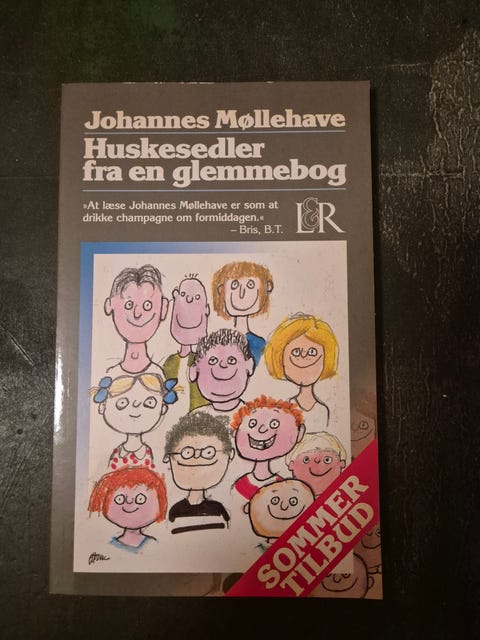 Johannes Møllehave
Huskesedler
fra en glemmebog
»At læse Johannes Møllehave er som at
drikke champagne om formiddagen.«
– Bris, B.T.
L&R
SOMMER
TILBUD